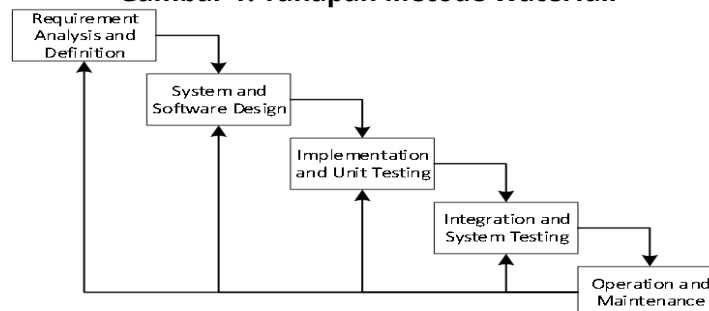 Gambar 1. Tahapan Metode Waterfall
Requirement
Analysis and
Definition
System and
Software Design
Implementation
and Unit Testing
Integration and
System Testing
Operation and
Maintenance